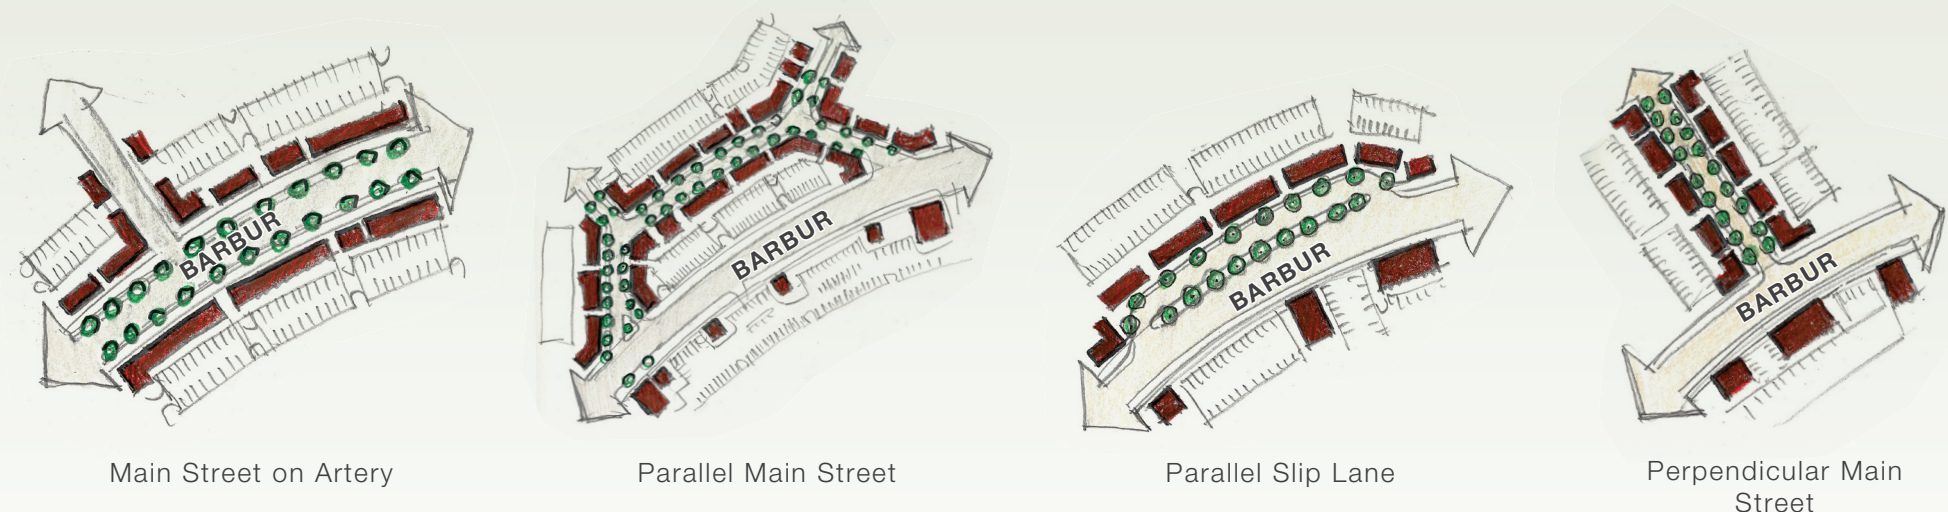 BARBUR
BARBUR
BARBUR
BARBUR
Main Street on Artery
Parallel Main Street
Parallel Slip Lane
Perpendicular Main
Street